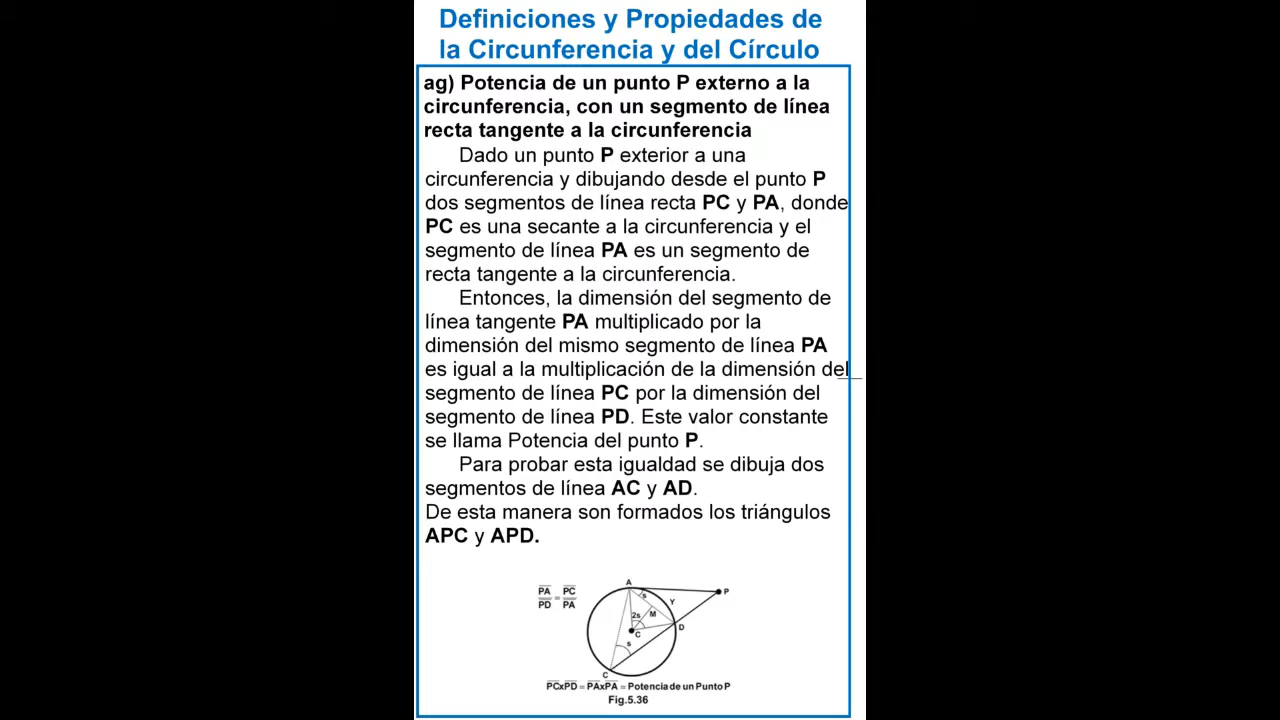 Definiciones y Propiedades de
la Circunferencia y del Círculo
ag) Potencia de un punto P externo a la
circunferencia, con un segmento de línea
recta tangente a la circunferencia
Dado un punto P exterior a una
circunferencia y dibujando desde el punto P
dos segmentos de línea recta PC y PA, donde
PC es una secante a la circunferencia y el
segmento de línea PA es un segmento de
recta tangente a la circunferencia.
Entonces, la dimensión del segmento de
línea tangente PA multiplicado por la
dimensión del mismo segmento de línea PA
es igual a la multiplicación de la dimensión del
segmento de línea PC por la dimensión del
segmento de línea PD. Este valor constante
se llama Potencia del punto P.
Para probar esta igualdad se dibuja dos
segmentos de línea AC y AD.
De esta manera son formados los triángulos
APC y APD.
PA PC
=
PD PA
A
P
s
Y
2s
M
C
D
s
C
PCxPD = PAxPA = Potencia de un Punto P
Fig.5.36